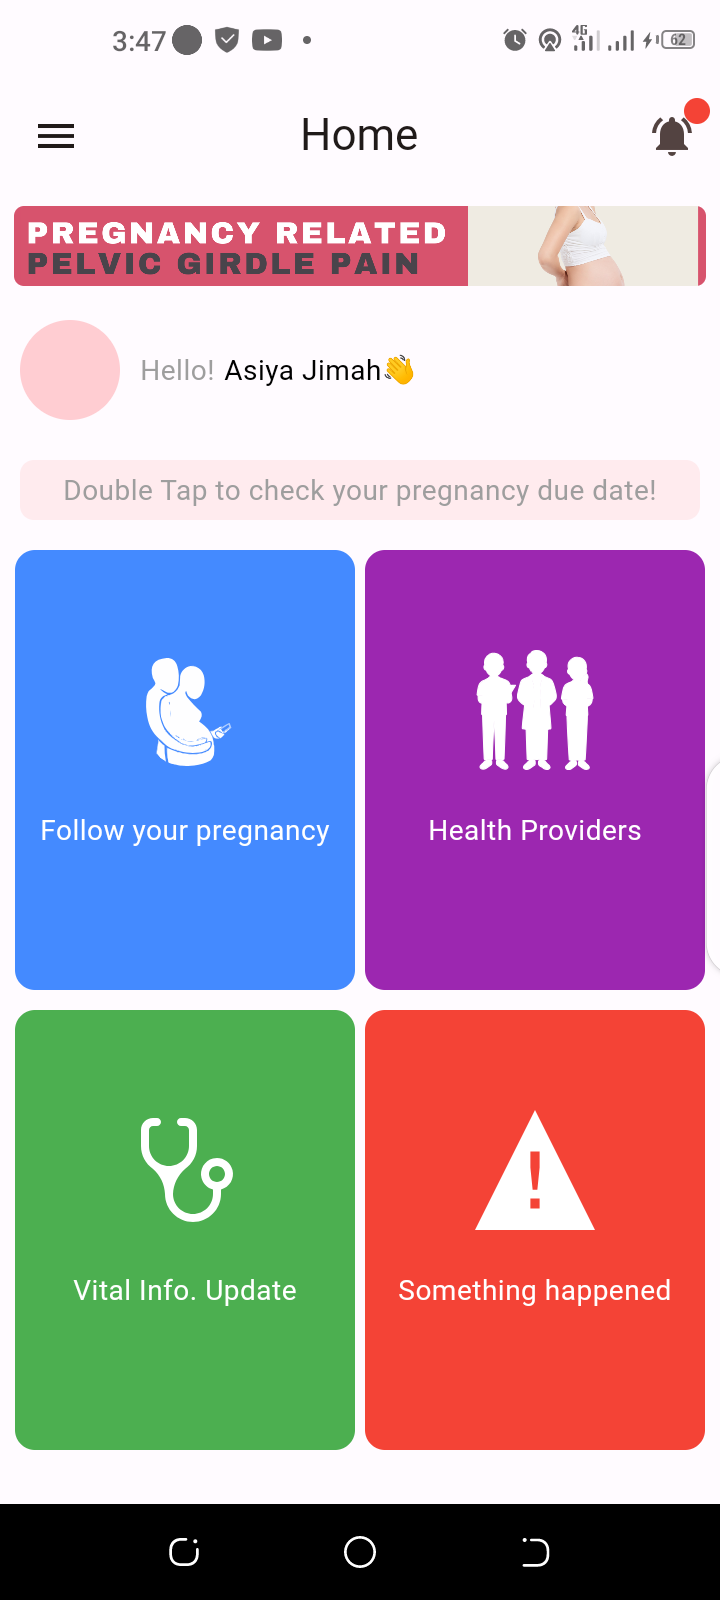 3:47
4G
62
Home
PREGNANCY RELATED
PELVIC GIRDLE PAIN
Hello! Asiya Jimah👋
Double Tap to check your pregnancy due date!
Follow your pregnancy
Health Providers
Vital Info. Update
Something happened